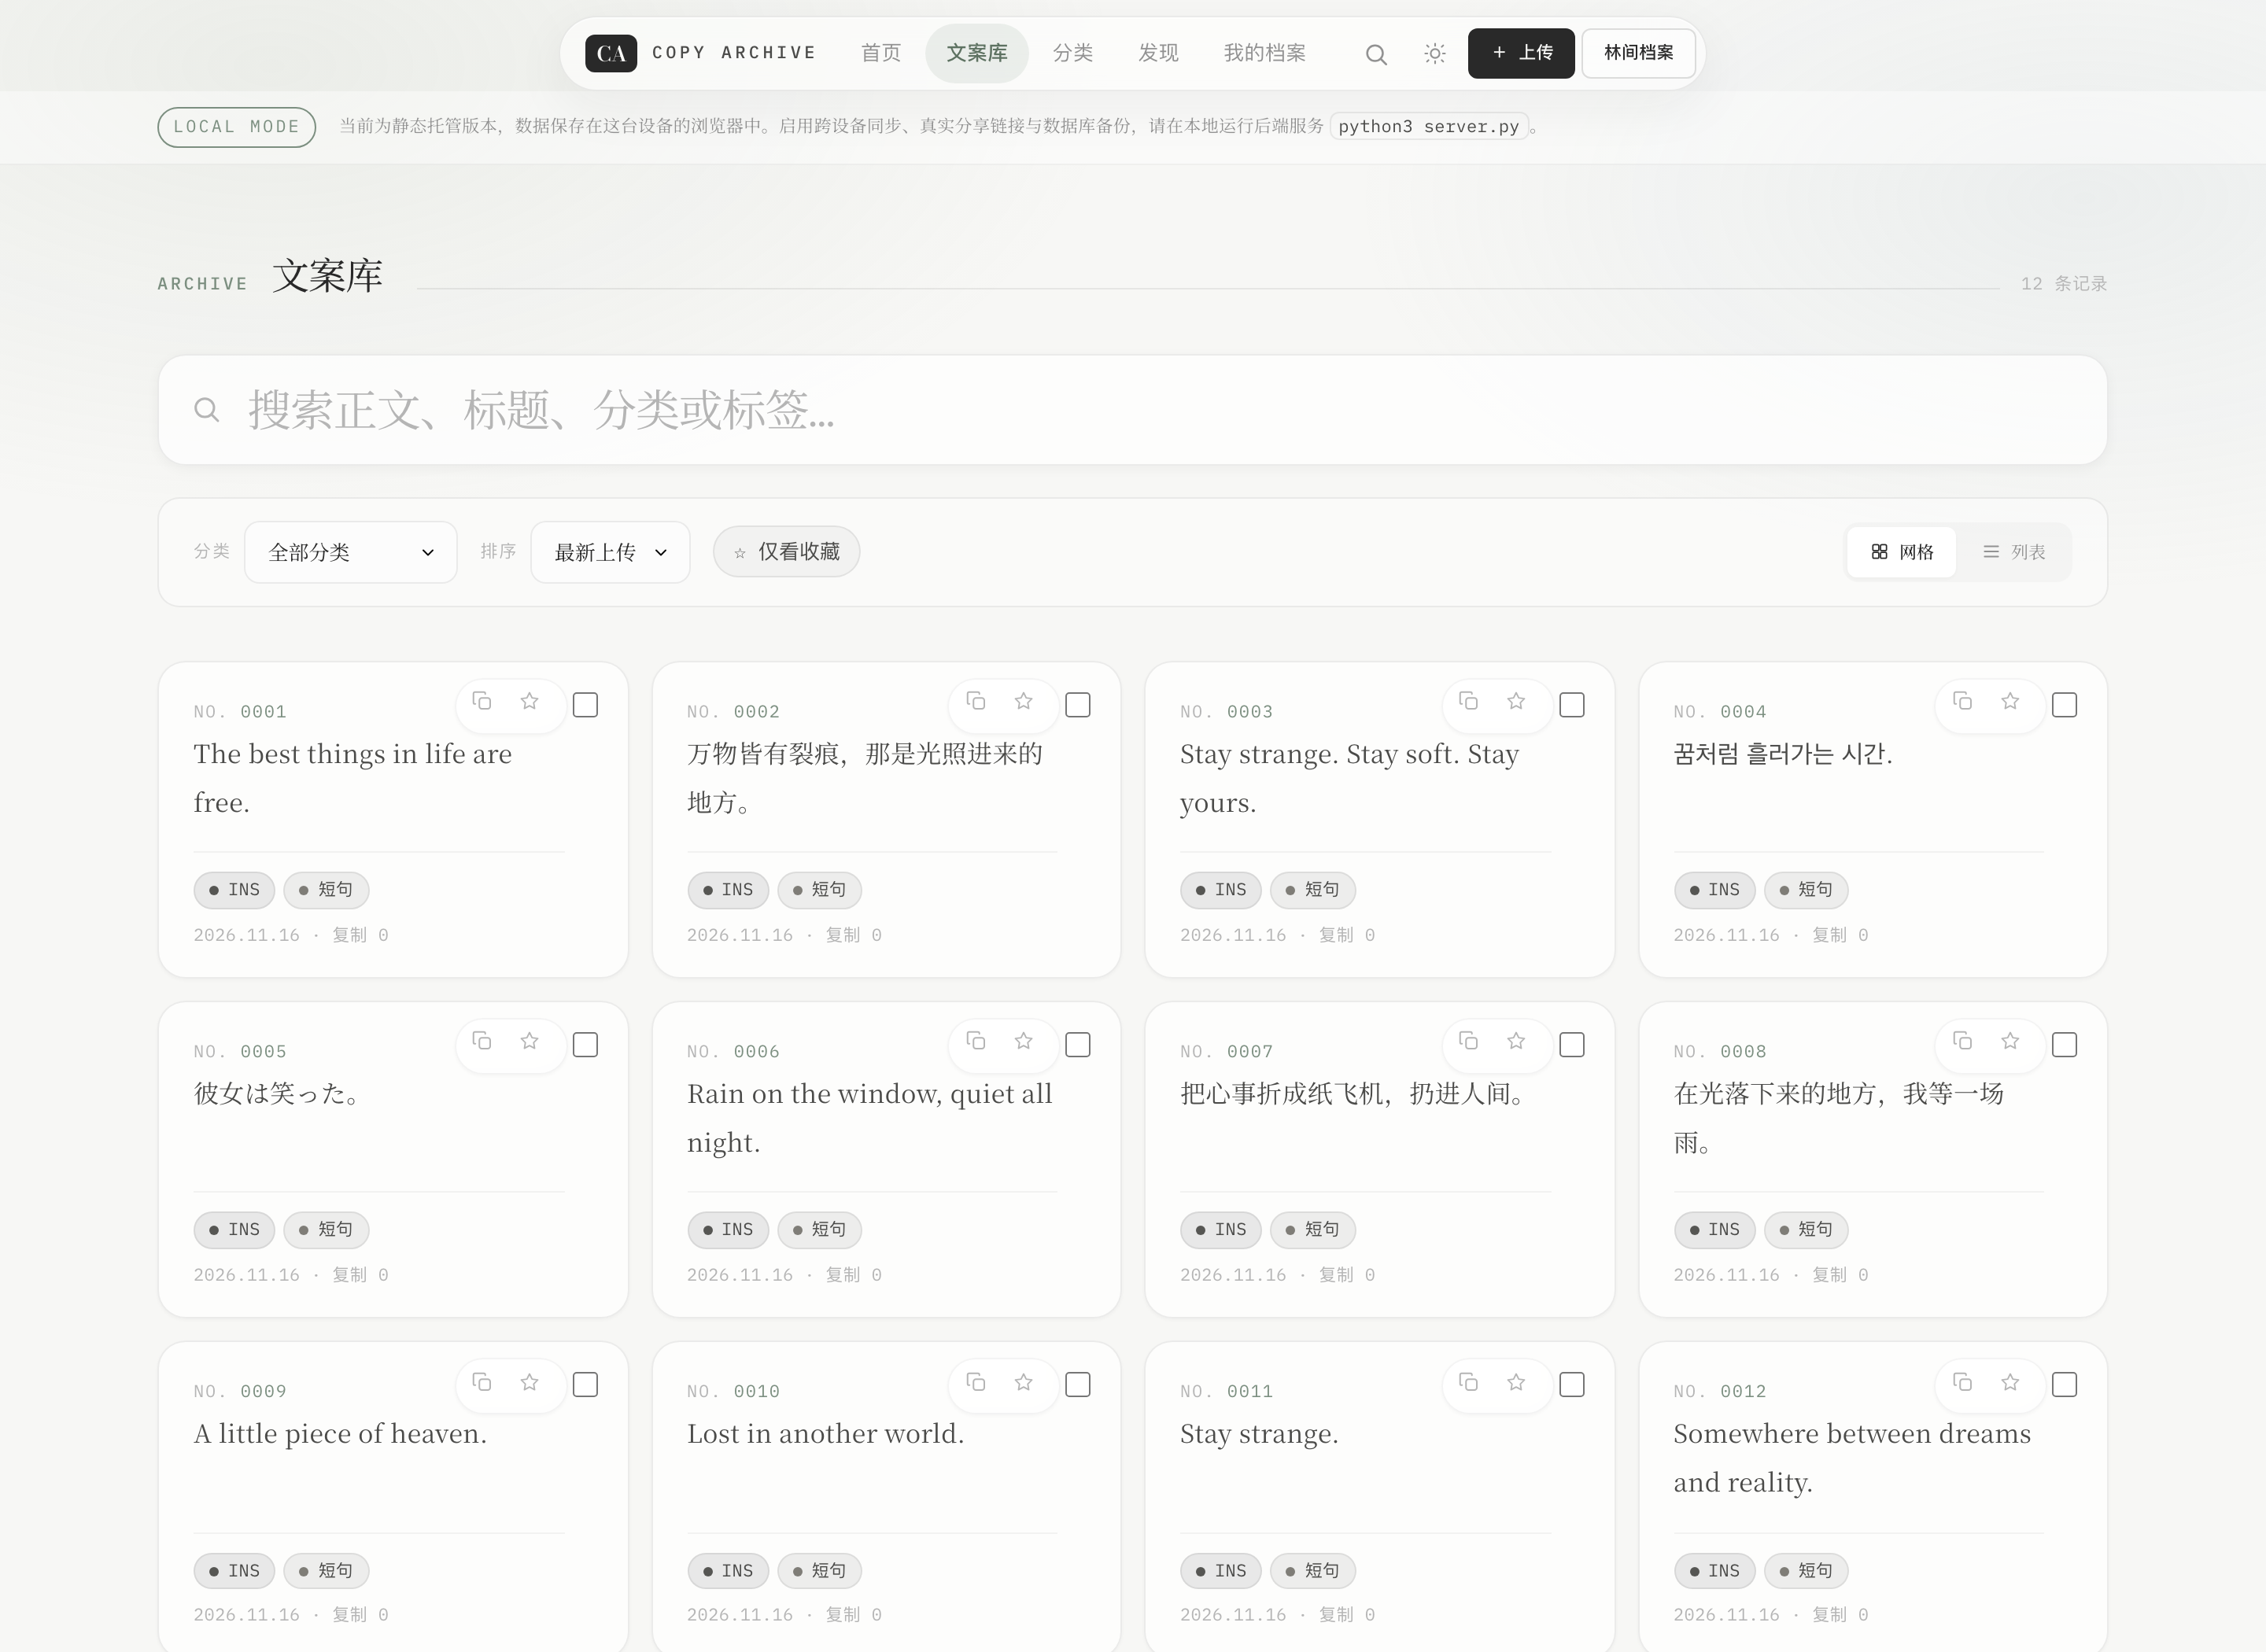 CA COPY ARCHIVE 首页 文案库 分类 发现 我的档案 + 上传 林间档案
LOCAL MODE 当前为静态托管版本，数据保存在这台设备的浏览器中。启用跨设备同步、真实分享链接与数据库备份，请在本地运行后端服务 python3 server.py。
ARCHIVE 文案库 12 条记录
搜索正文、标题、分类或标签...
分类 全部分类 排序 最新上传 ☆ 仅看收藏 网格 列表
NO. 0001
The best things in life are
free.
INS 短句
2026.11.16 · 复制 0
NO. 0002
万物皆有裂痕，那是光照进来的
地方。
INS 短句
2026.11.16 · 复制 0
NO. 0003
Stay strange. Stay soft. Stay
yours.
INS 短句
2026.11.16 · 复制 0
NO. 0004
꿈처럼 흘러가는 시간.
INS 短句
2026.11.16 · 复制 0
NO. 0005
彼女は笑った。
INS 短句
2026.11.16 · 复制 0
NO. 0006
Rain on the window, quiet all
night.
INS 短句
2026.11.16 · 复制 0
NO. 0007
把心事折成纸飞机，扔进人间。
INS 短句
2026.11.16 · 复制 0
NO. 0008
在光落下来的地方，我等一场
雨。
INS 短句
2026.11.16 · 复制 0
NO. 0009
A little piece of heaven.
INS 短句
2026.11.16 · 复制 0
NO. 0010
Lost in another world.
INS 短句
2026.11.16 · 复制 0
NO. 0011
Stay strange.
INS 短句
2026.11.16 · 复制 0
NO. 0012
Somewhere between dreams
and reality.
INS 短句
2026.11.16 · 复制 0